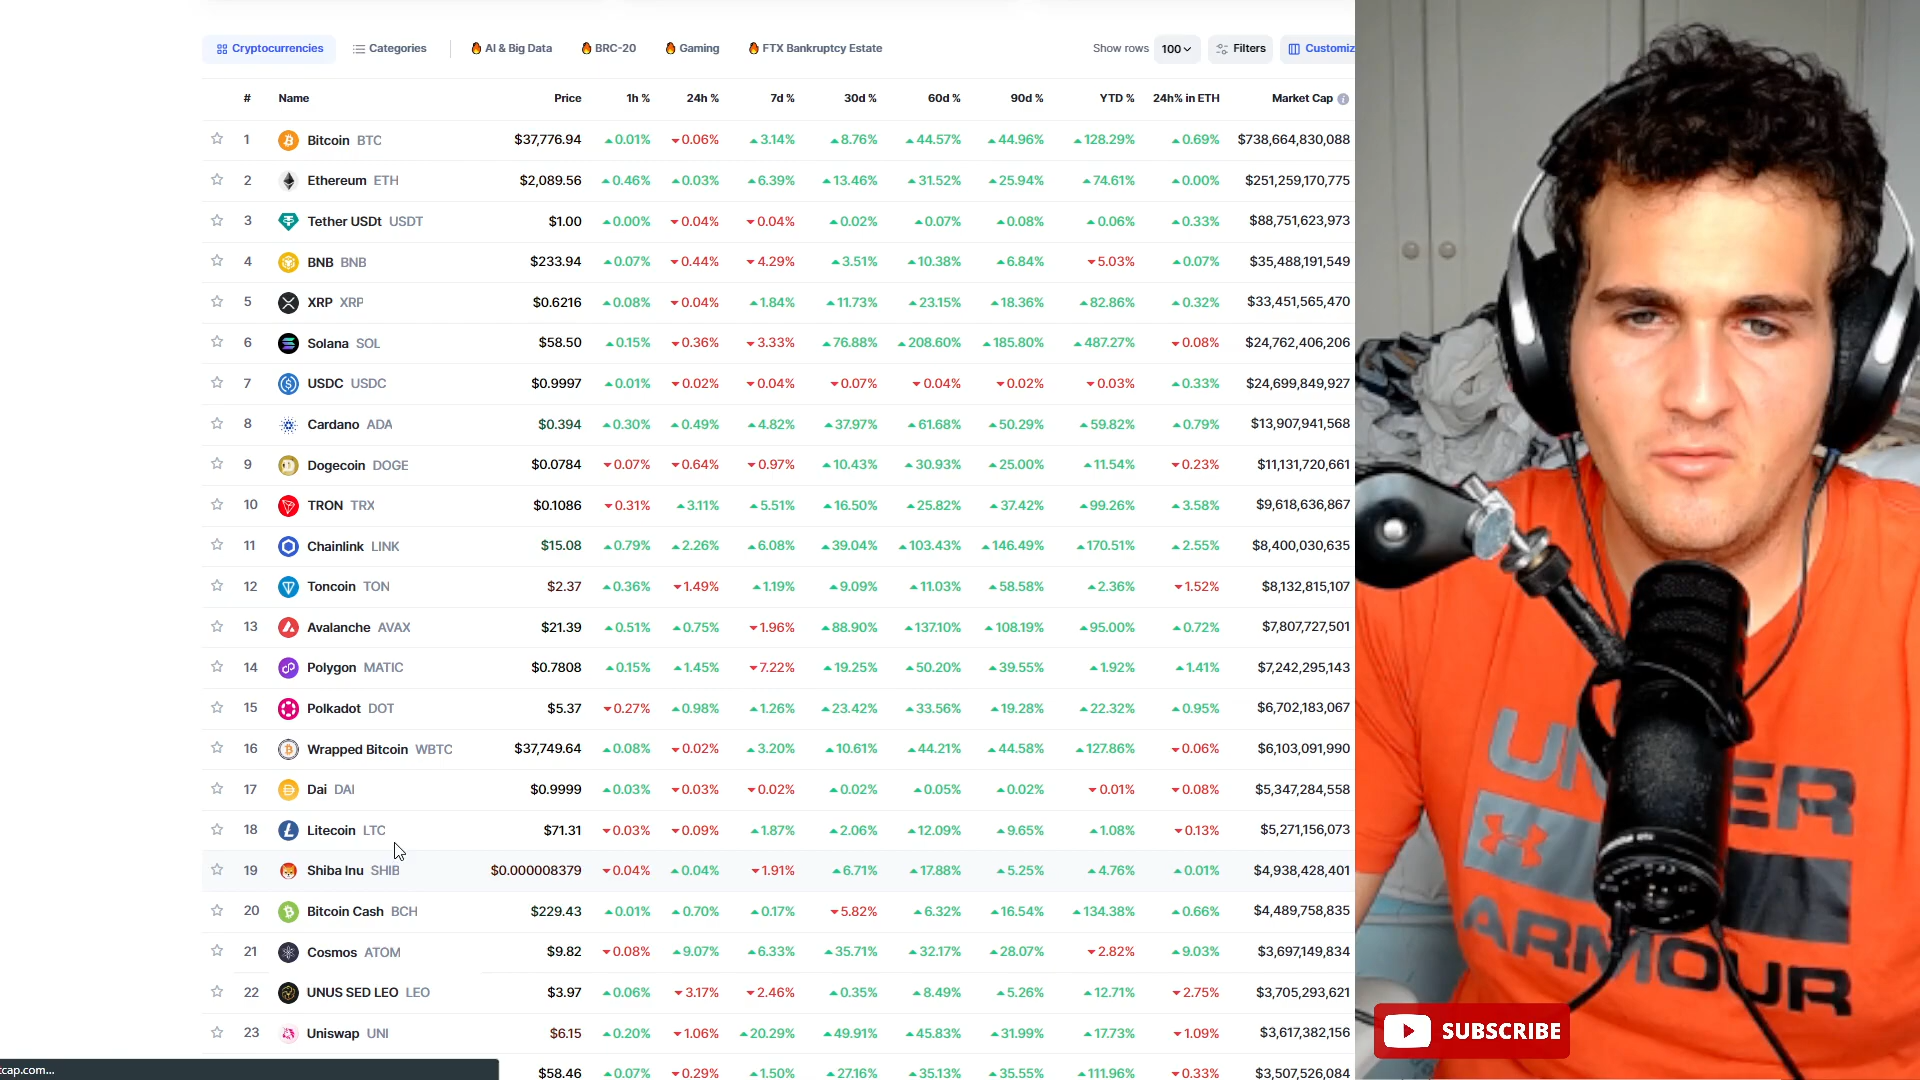 Cryptocurrencies Categories AI & Big Data BRC-20 Gaming FTX Bankruptcy Estate Show rows 100 Filters Customiz
# Name Price 1h % 24h % 7d % 30d % 60d % 90d % YTD % 24h% in ETH Market Cap
1 Bitcoin BTC $37,776.94 0.01% 0.06% 3.14% 8.76% 44.57% 44.96% 128.29% 0.69% $738,664,830,088
2 Ethereum ETH $2,089.56 0.46% 0.03% 6.39% 13.46% 31.52% 25.94% 74.61% 0.00% $251,259,170,775
3 Tether USDt USDT $1.00 0.00% 0.04% 0.04% 0.02% 0.07% 0.08% 0.06% 0.33% $88,751,623,973
4 BNB BNB $233.94 0.07% 0.44% 4.29% 3.51% 10.38% 6.84% 5.03% 0.07% $35,488,191,549
5 XRP XRP $0.6216 0.08% 0.04% 1.84% 11.73% 23.15% 18.36% 82.86% 0.32% $33,451,565,470
6 Solana SOL $58.50 0.15% 0.36% 3.33% 76.88% 208.60% 185.80% 487.27% 0.08% $24,762,406,206
7 USDC USDC $0.9997 0.01% 0.02% 0.04% 0.07% 0.04% 0.02% 0.03% 0.33% $24,699,849,927
8 Cardano ADA $0.394 0.30% 0.49% 4.82% 37.97% 61.68% 50.29% 59.82% 0.79% $13,907,941,568
9 Dogecoin DOGE $0.0784 0.07% 0.64% 0.97% 10.43% 30.93% 25.00% 11.54% 0.23% $11,131,720,661
10 TRON TRX $0.1086 0.31% 3.11% 5.51% 16.50% 25.82% 37.42% 99.26% 3.58% $9,618,636,867
11 Chainlink LINK $15.08 0.79% 2.26% 6.08% 39.04% 103.43% 146.49% 170.51% 2.55% $8,400,030,635
12 Toncoin TON $2.37 0.36% 1.49% 1.19% 9.09% 11.03% 58.58% 2.36% 1.52% $8,132,815,107
13 Avalanche AVAX $21.39 0.51% 0.75% 1.96% 88.90% 137.10% 108.19% 95.00% 0.72% $7,807,727,501
14 Polygon MATIC $0.7808 0.15% 1.45% 7.22% 19.25% 50.20% 39.55% 1.92% 1.41% $7,242,295,143
15 Polkadot DOT $5.37 0.27% 0.98% 1.26% 23.42% 33.56% 19.28% 22.32% 0.95% $6,702,183,067
16 Wrapped Bitcoin WBTC $37,749.64 0.08% 0.02% 3.20% 10.61% 44.21% 44.58% 127.86% 0.06% $6,103,091,990
17 Dai DAI $0.9999 0.03% 0.03% 0.02% 0.02% 0.05% 0.02% 0.01% 0.08% $5,347,284,558
18 Litecoin LTC $71.31 0.03% 0.09% 1.87% 2.06% 12.09% 9.65% 1.08% 0.13% $5,271,156,073
19 Shiba Inu SHIB $0.000008379 0.04% 0.04% 1.91% 6.71% 17.88% 5.25% 4.76% 0.01% $4,938,428,401
20 Bitcoin Cash BCH $229.43 0.01% 0.70% 0.17% 5.82% 6.32% 16.54% 134.38% 0.66% $4,489,758,835
21 Cosmos ATOM $9.82 0.08% 9.07% 6.33% 35.71% 32.17% 28.07% 2.82% 9.03% $3,697,149,834
22 UNUS SED LEO LEO $3.97 0.06% 3.17% 2.46% 0.35% 8.49% 5.26% 12.71% 2.75% $3,705,293,621
23 Uniswap UNI $6.15 0.20% 1.06% 20.29% 49.91% 45.83% 31.99% 17.73% 1.09% $3,617,382,156
$58.46 0.07% 0.29% 1.50% 27.16% 35.13% 35.55% 111.96% 0.33% $3,507,526,084
cap.com...
UNDER
ARMOUR
SUBSCRIBE